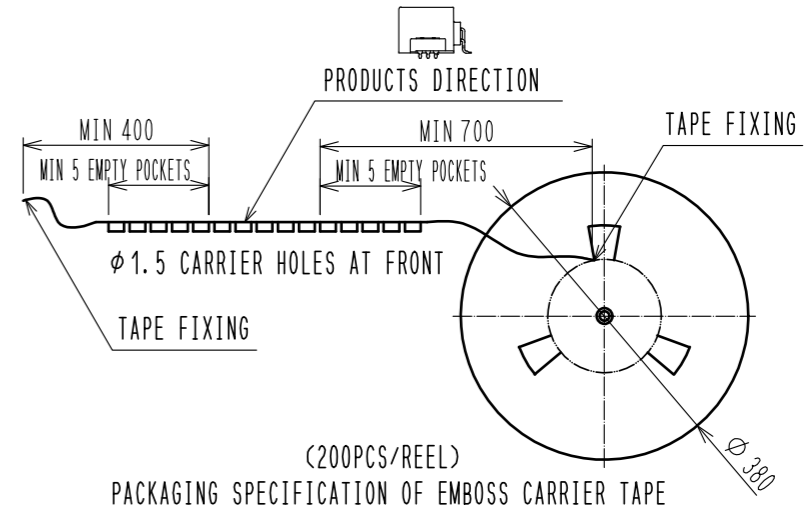 PRODUCTS DIRECTION
MIN 400
MIN 700
TAPE FIXING
MIN 5 EMPTY POCKETS
MIN 5 EMPTY POCKETS
φ1.5 CARRIER HOLES AT FRONT
TAPE FIXING
φ380
(200PCS/REEL)
PACKAGING SPECIFICATION OF EMBOSS CARRIER TAPE